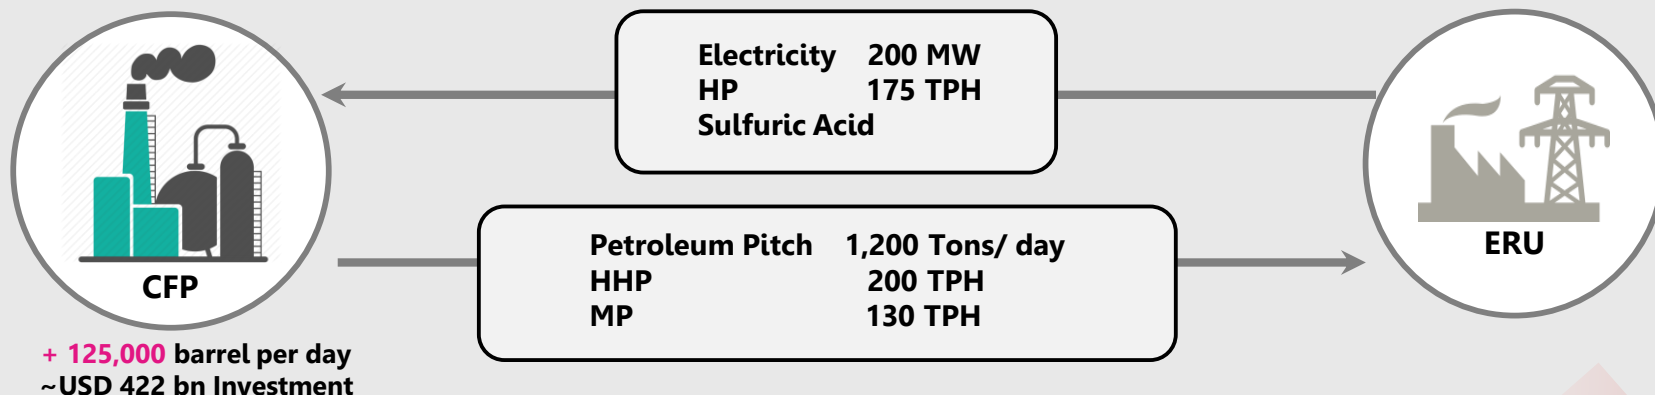 Electricity 200 MW
HP 175 TPH
Sulfuric Acid
Petroleum Pitch 1,200 Tons/ day
HHP 200 TPH
MP 130 TPH
CFP
+ 125,000 barrel per day
~USD 422 bn Investment
ERU